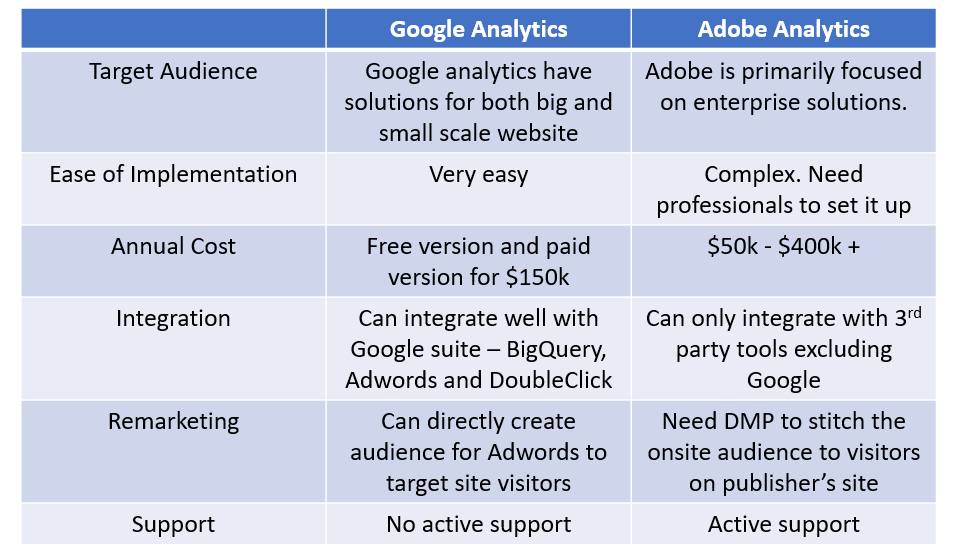 Google Analytics
Adobe Analytics
Target Audience
Google analytics have
solutions for both big and
small scale website
Adobe is primarily focused
on enterprise solutions.
Ease of Implementation
Very easy
Complex. Need
professionals to set it up
Annual Cost
Free version and paid
version for $150k
$50k - $400k +
Integration
Can integrate well with
Google suite – BigQuery,
Adwords and DoubleClick
Can only integrate with 3rd
party tools excluding
Google
Remarketing
Can directly create
audience for Adwords to
target site visitors
Need DMP to stitch the
onsite audience to visitors
on publisher’s site
Support
No active support
Active support